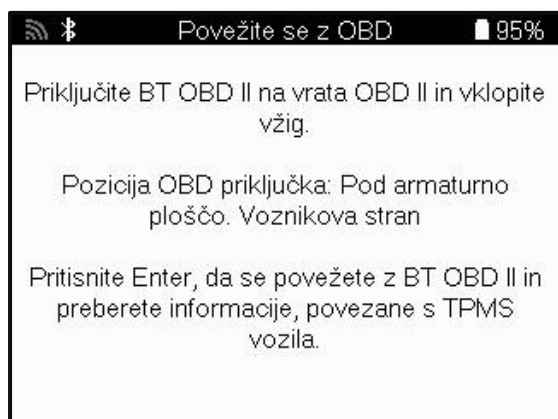 Povežite se z OBD 95%
Priključite BT OBD II na vrata OBD II in vklopite
vžig.
Pozicija OBD priključka: Pod armaturno
ploščo. Voznikova stran
Pritisnite Enter, da se povežete z BT OBD II in
preberete informacije, povezane s TPMS
vozila.